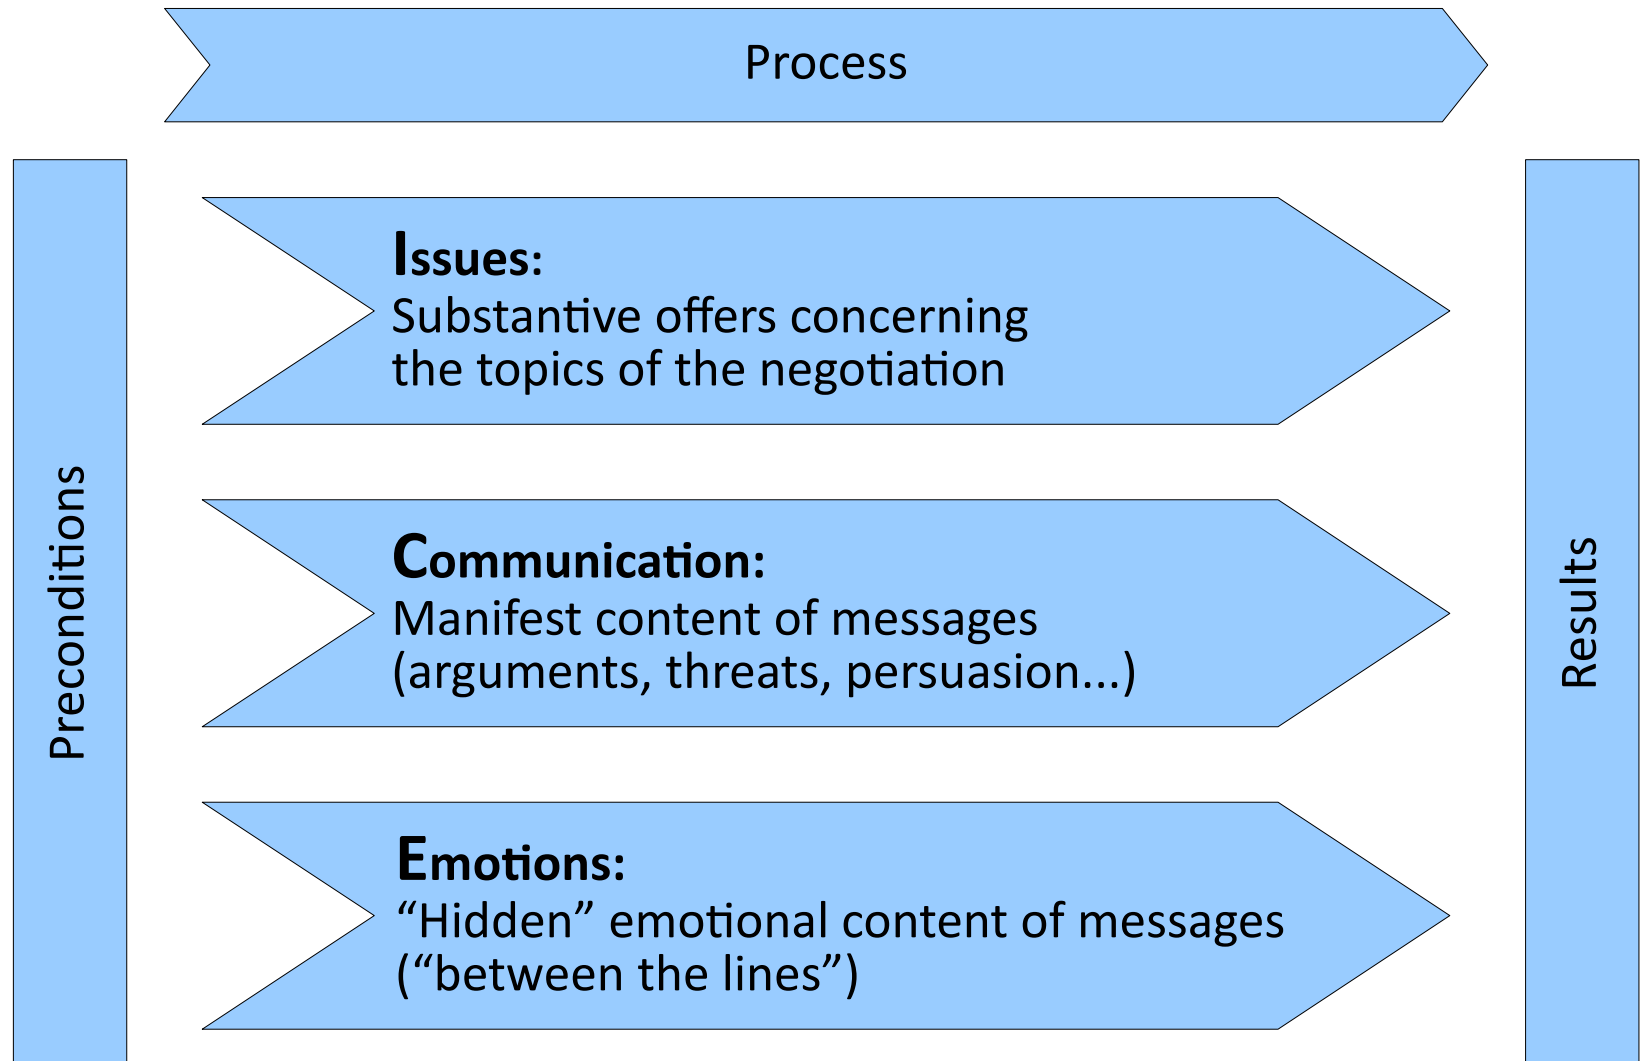 Process
Preconditions
Issues:
Substantive offers concerning
the topics of the negotiation
Communication:
Manifest content of messages
(arguments, threats, persuasion...)
Emotions:
“Hidden” emotional content of messages
(“between the lines”)
Results